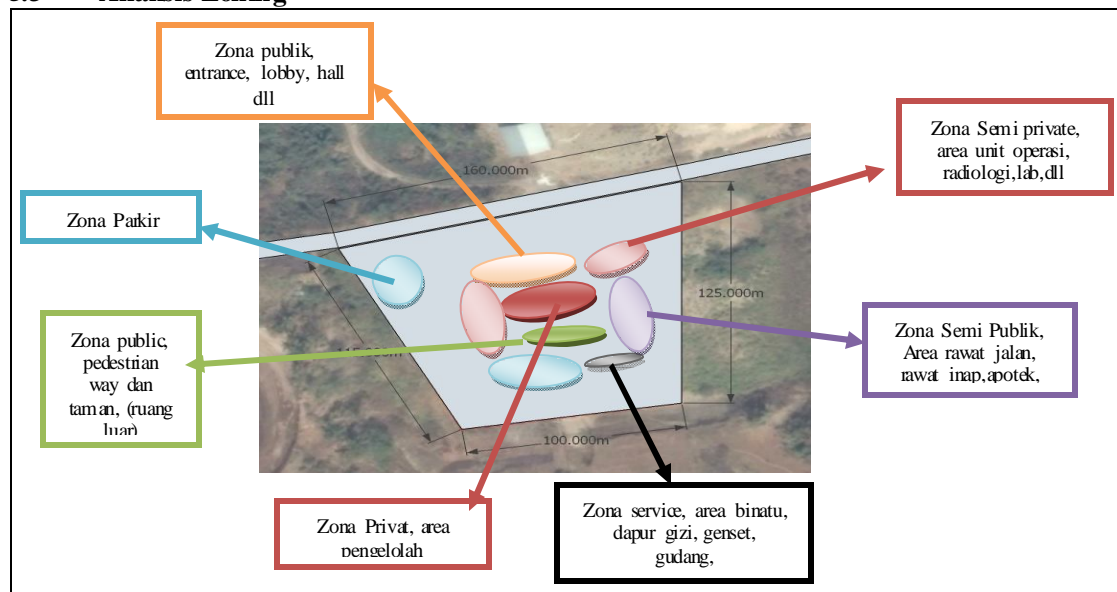 Zona publik,
entrance, lobby, hall
dll
Zona Semi private,
area unit operasi,
radiologi,lab,dll
Zona Parkir
160.000m
125.000m
Zona public,
pedestrian
way dan
taman, (ruang
luar)
Zona Semi Publik,
Area rawat jalan,
rawat inap,apotek,
100.000m
Zona Privat, area
pengelolah
Zona service, area binatu,
dapur gizi, genset,
gudang,